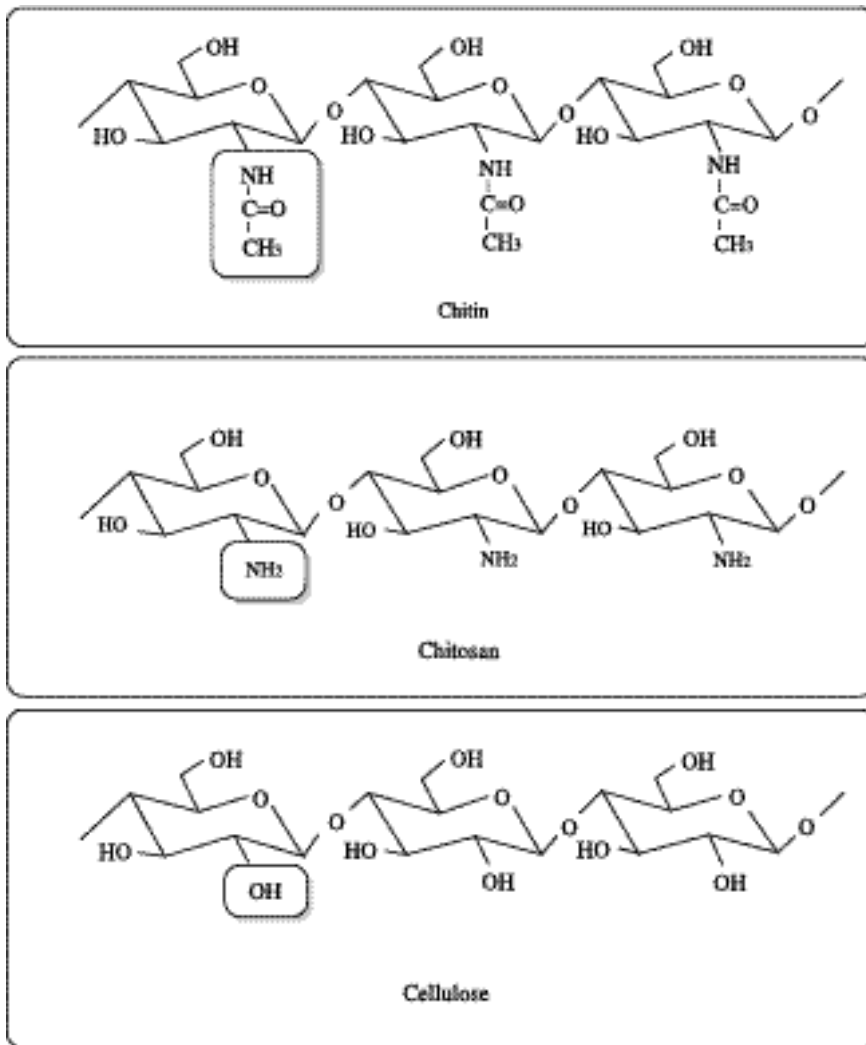 OH OH OH
O O O
O O O
HO HO HO
NH NH NH
C=O C=O C=O
CH3 CH3 CH3
Chitin
OH OH OH
O O O
O O O
HO HO HO
NH2 NH2 NH2
Chitosan
OH OH OH
O O O
O O O
HO HO HO
OH OH OH
Cellulose